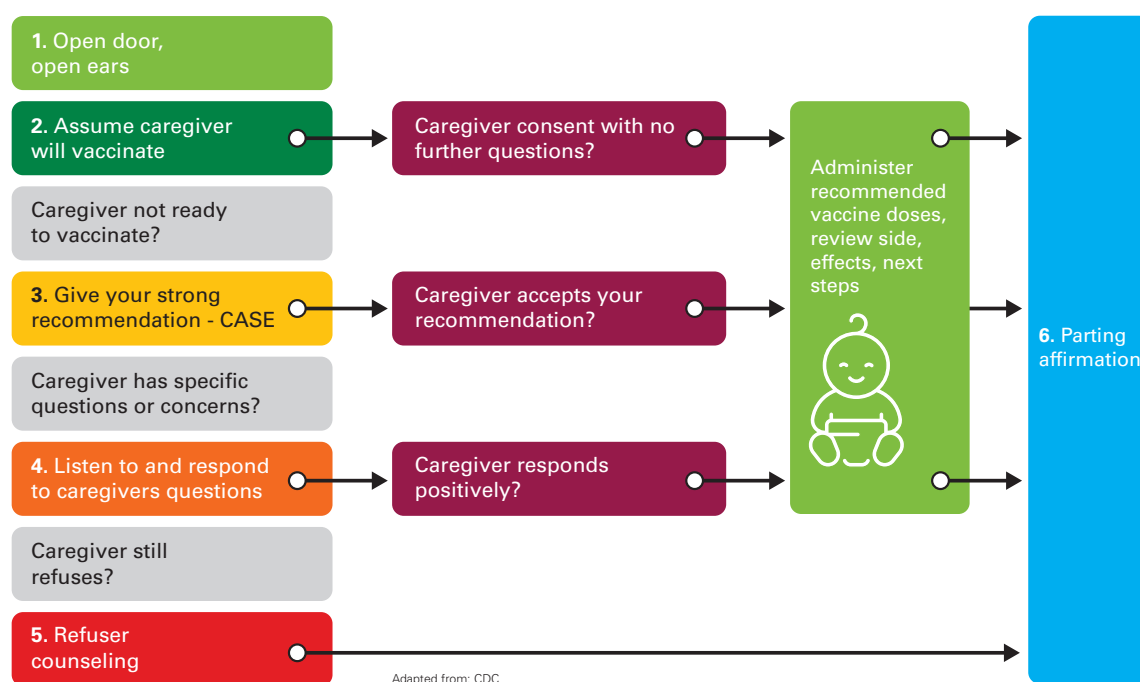 1. Open door,
open ears
2. Assume caregiver
will vaccinate
Caregiver consent with no
further questions?
Caregiver not ready
to vaccinate?
3. Give your strong
recommendation - CASE
Caregiver accepts your
recommendation?
Caregiver has specific
questions or concerns?
4. Listen to and respond
to caregivers questions
Caregiver responds
positively?
Caregiver still
refuses?
5. Refuser
counseling
Administer
recommended
vaccine doses,
review side,
effects, next
steps
6. Parting
affirmation
Adapted from: CDC